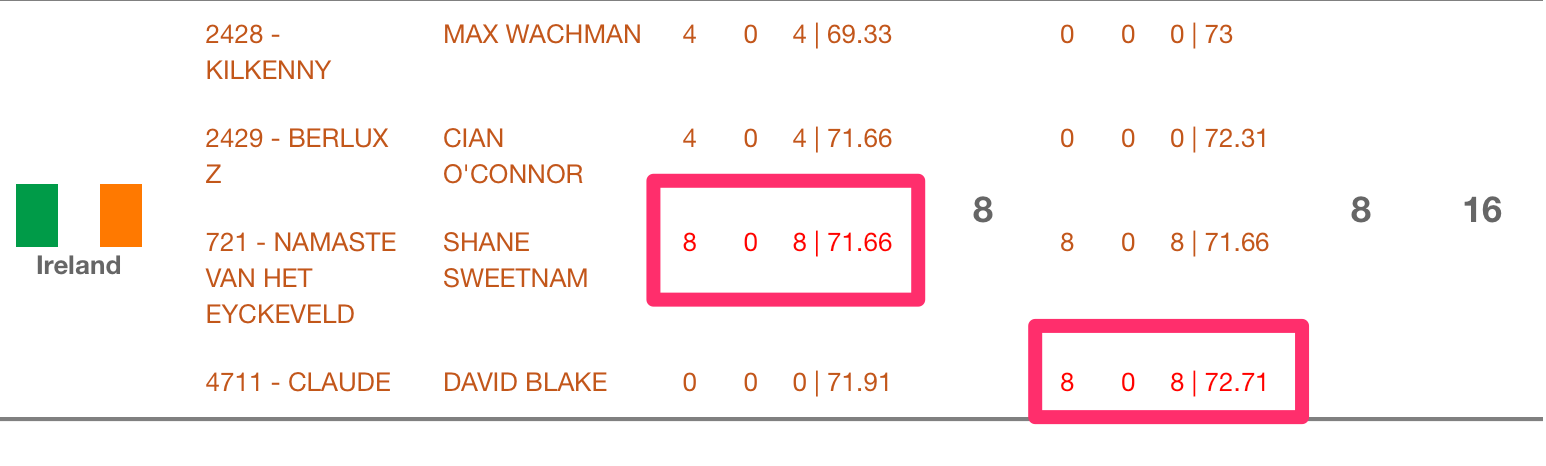 2428 - MAX WACHMAN 4 0 4 | 69.33 0 0 0 | 73
KILKENNY
2429 - BERLUX CIAN 4 0 4 | 71.66 0 0 0 | 72.31
Z O'CONNOR
8 8 16
721 - NAMASTE SHANE 8 0 8 | 71.66 8 0 8 | 71.66
Ireland
VAN HET SWEETNAM
EYCKEVELD
4711 - CLAUDE DAVID BLAKE 0 0 0 | 71.91 8 0 8 | 72.71